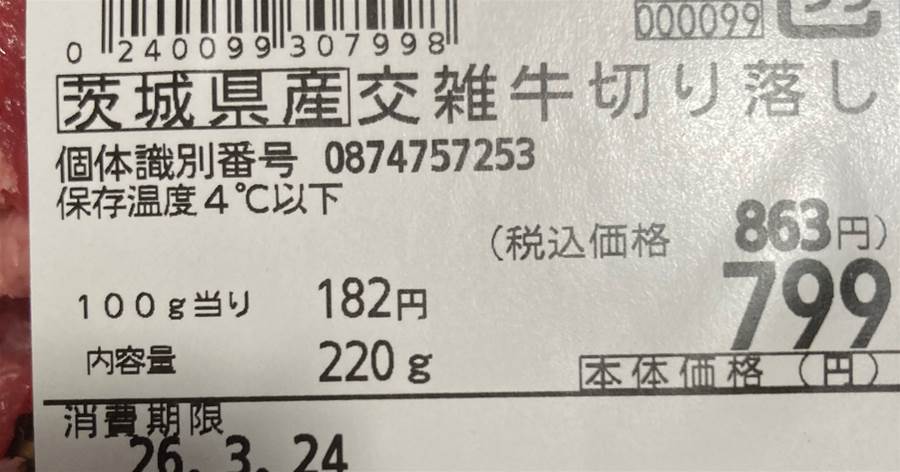 000099
0 240099 307998
茨城県産 交雑牛切り落し
個体識別番号 0874757253
保存温度4℃以下
(税込価格 863円)
799
100g当り 182円
内容量 220g
本体価格(円)
消費期限
26. 3. 24